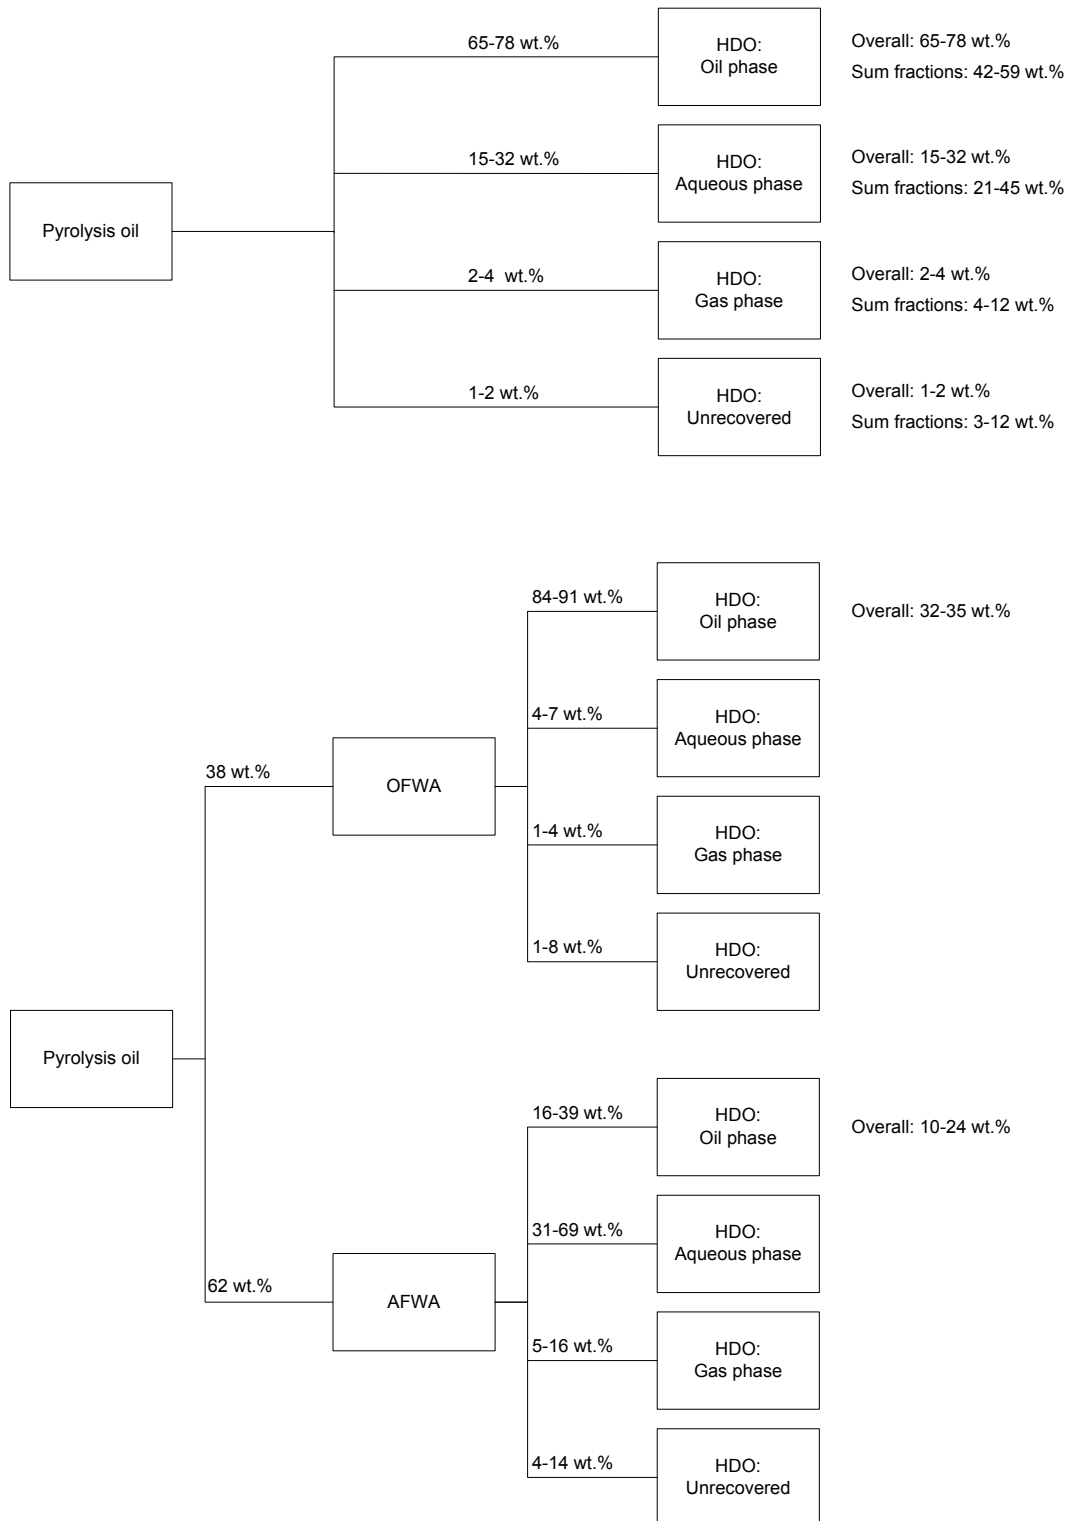 65-78 wt.%
HDO:
Oil phase
Overall: 65-78 wt.%
Sum fractions: 42-59 wt.%
15-32 wt.%
HDO:
Aqueous phase
Overall: 15-32 wt.%
Sum fractions: 21-45 wt.%
Pyrolysis oil
2-4 wt.%
HDO:
Gas phase
Overall: 2-4 wt.%
Sum fractions: 4-12 wt.%
1-2 wt.%
HDO:
Unrecovered
Overall: 1-2 wt.%
Sum fractions: 3-12 wt.%
84-91 wt.%
HDO:
Oil phase
Overall: 32-35 wt.%
4-7 wt.%
HDO:
Aqueous phase
38 wt.%
OFWA
1-4 wt.%
HDO:
Gas phase
1-8 wt.%
HDO:
Unrecovered
Pyrolysis oil
16-39 wt.%
HDO:
Oil phase
Overall: 10-24 wt.%
31-69 wt.%
HDO:
Aqueous phase
62 wt.%
AFWA
5-16 wt.%
HDO:
Gas phase
4-14 wt.%
HDO:
Unrecovered